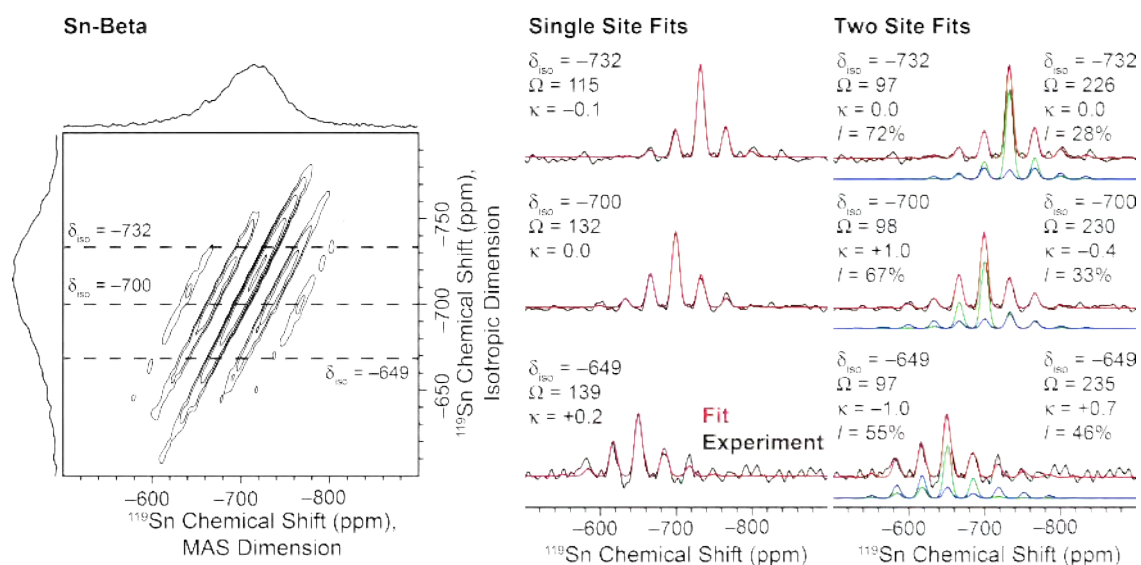 Sn-Beta
δiso = −732
δiso = −700
δiso = −649
−750
−700
−650
¹¹⁹Sn Chemical Shift (ppm),
Isotropic Dimension
−600 −700 −800
¹¹⁹Sn Chemical Shift (ppm),
MAS Dimension
Single Site Fits
δiso = −732
Ω = 115
κ = −0.1
δiso = −700
Ω = 132
κ = 0.0
δiso = −649
Ω = 139
κ = +0.2
Fit
Experiment
−600 −700 −800
¹¹⁹Sn Chemical Shift (ppm)
Two Site Fits
δiso = −732
Ω = 97
κ = 0.0
I = 72%
δiso = −732
Ω = 226
κ = 0.0
I = 28%
δiso = −700
Ω = 98
κ = +1.0
I = 67%
δiso = −700
Ω = 230
κ = −0.4
I = 33%
δiso = −649
Ω = 97
κ = −1.0
I = 55%
δiso = −649
Ω = 235
κ = +0.7
I = 46%
−600 −700 −800
¹¹⁹Sn Chemical Shift (ppm)